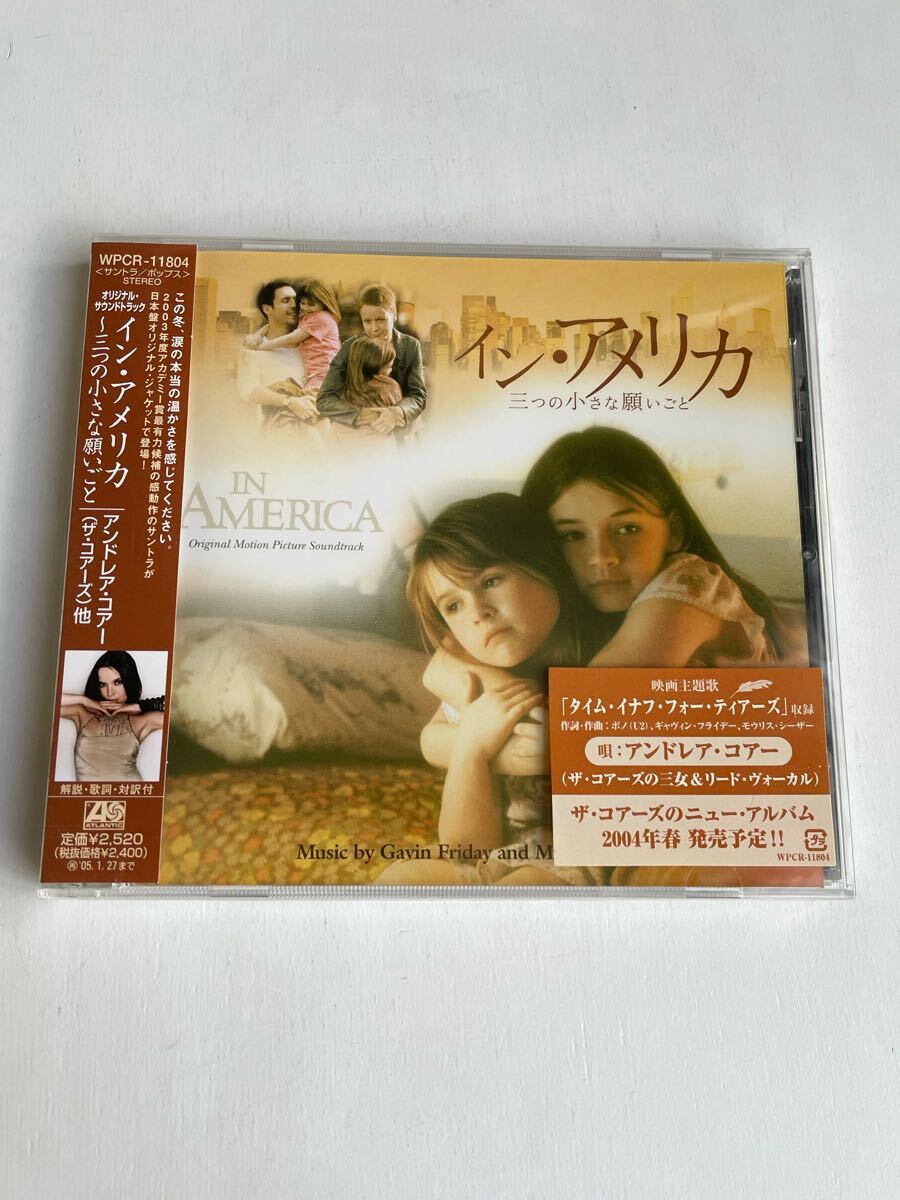 WPCR-11804
<サントラ／ポップス>
STEREO
オリジナル・
サウンドトラック
イン・アメリカ
～三つの小さな願いごと
アンドレア・コアー
(ザ・コアーズ) 他
この冬、涙の本当の温かさを感じてください。
2003年度アカデミー賞最有力候補の感動作のサントラが
日本盤オリジナル・ジャケットで登場！
解説・歌詞・対訳付
ATLANTIC
定価¥2,520
(税抜価格¥2,400)
'05.1.27まで
イン・アメリカ
三つの小さな願いごと
IN
AMERICA
Original Motion Picture Soundtrack
映画主題歌
「タイム・イナフ・フォー・ティアーズ」収録
作詞・作曲：ボノ(U2)、ギャヴィン・フライデー、モウリス・シーザー
唄：アンドレア・コアー
(ザ・コアーズの三女＆リード・ヴォーカル)
ザ・コアーズのニュー・アルバム
2004年春 発売予定!!
WPCR-11804
Music by Gavin Friday and M